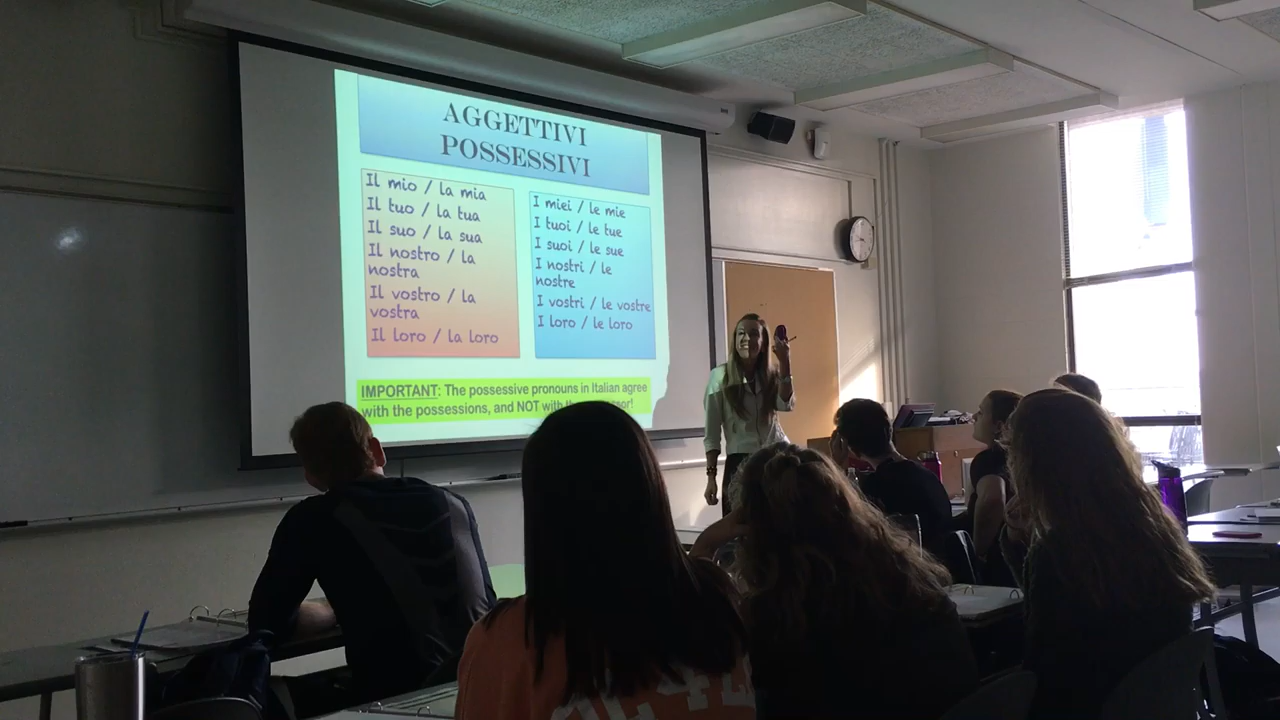 AGGETTIVI
POSSESSIVI
Il mio / la mia
Il tuo / la tua
Il suo / la sua
Il nostro / la
nostra
Il vostro / la
vostra
Il loro / la loro
I miei / le mie
I tuoi / le tue
I suoi / le sue
I nostri / le
nostre
I vostri / le vostre
I loro / le loro
IMPORTANT: The possessive pronouns in Italian agree
with the possessions, and NOT with